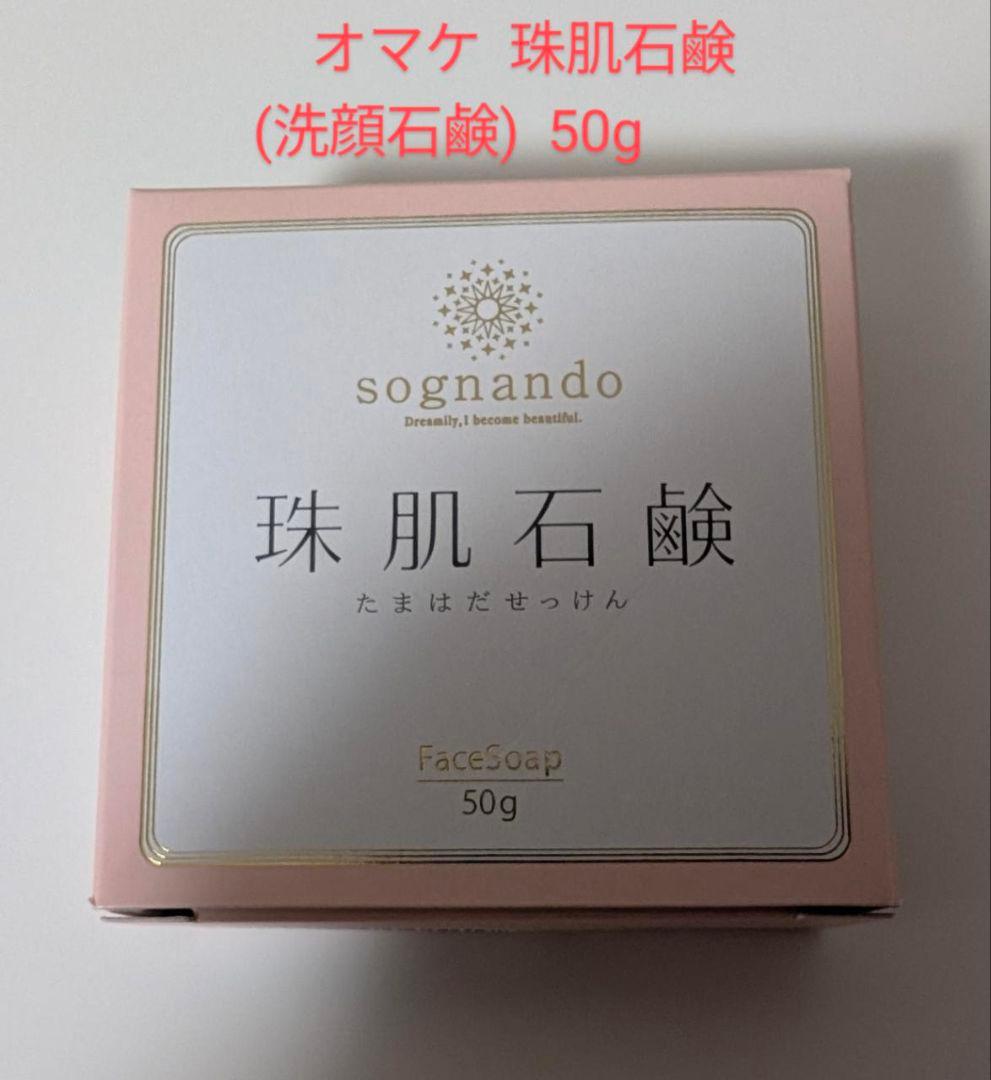 オマケ 珠肌石鹸
(洗顔石鹸) 50g
sognando
Dreamily, I become beautiful.
珠肌石鹸
たまはだせっけん
FaceSoap
50g